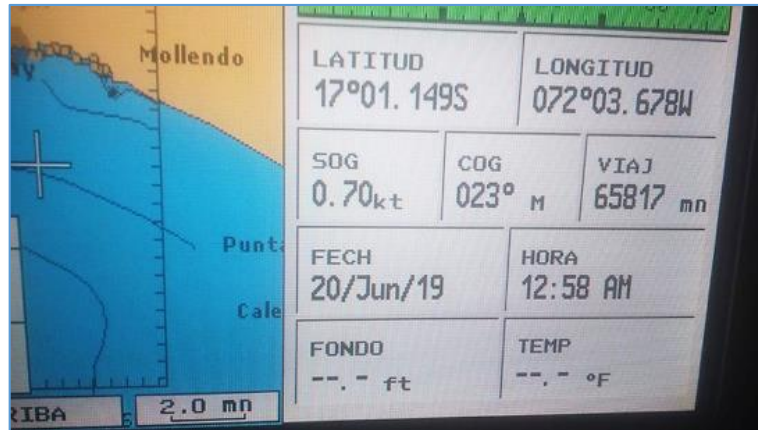 Mollendo
Punta
Cale
RIBA
2.0 mn
LATITUD
17°01.149S
LONGITUD
072°03.678W
SOG
0.70kt
COG
023° M
VIAJ
65817 mn
FECH
20/Jun/19
HORA
12:58 AM
FONDO
--.- ft
TEMP
--.- °F